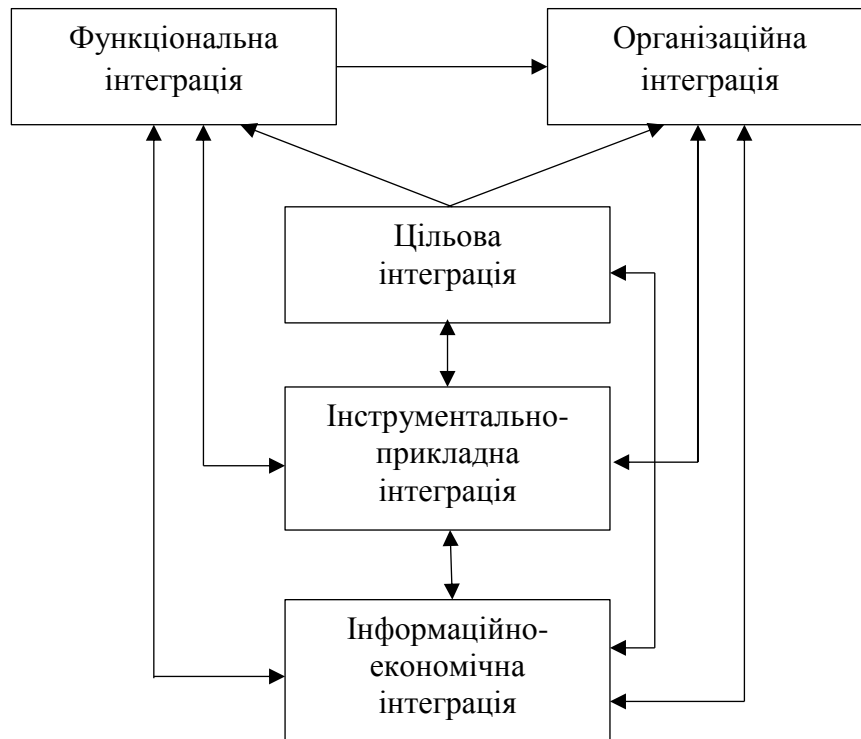 Функціональна
інтеграція
Організаційна
інтеграція
Цільова
інтеграція
Інструментально-
прикладна
інтеграція
Інформаційно-
економічна
інтеграція